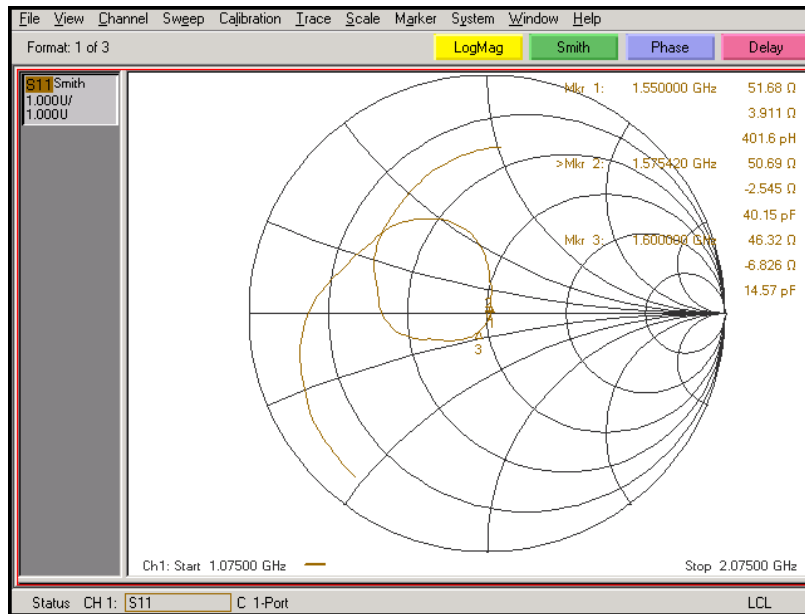 File View Channel Sweep Calibration Trace Scale Marker System Window Help
Format: 1 of 3
LogMag Smith Phase Delay
S11 Smith
1.000U/
1.000U
Mkr 1: 1.550000 GHz 51.68 Ω
3.911 Ω
401.6 pH
>Mkr 2: 1.575420 GHz 50.69 Ω
-2.545 Ω
40.15 pF
Mkr 3: 1.600000 GHz 46.32 Ω
-6.826 Ω
14.57 pF
1
3
Ch1: Start 1.07500 GHz Stop 2.07500 GHz
Status CH 1: S11 C 1-Port LCL